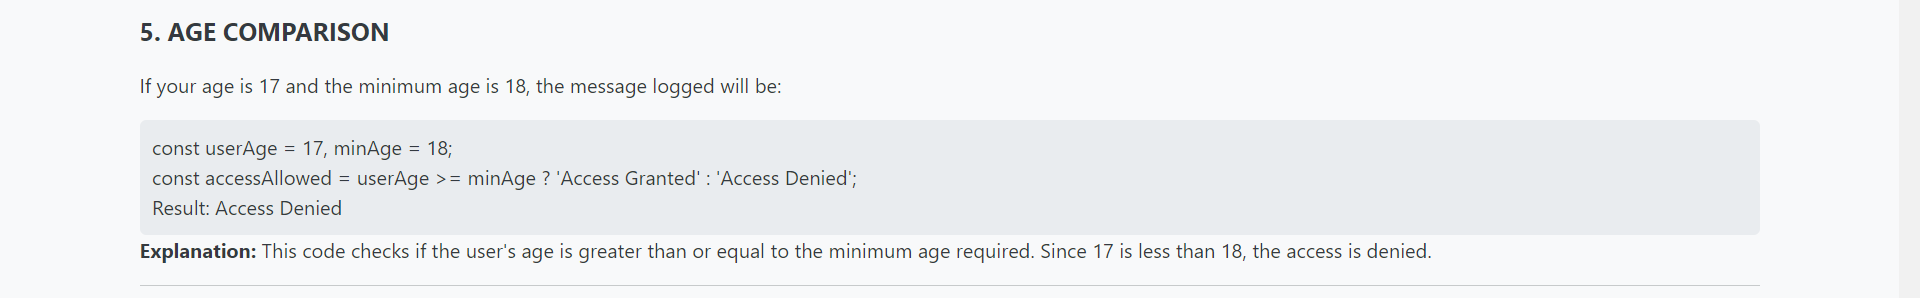 5. AGE COMPARISON
If your age is 17 and the minimum age is 18, the message logged will be:
const userAge = 17, minAge = 18;
const accessAllowed = userAge >= minAge ? 'Access Granted' : 'Access Denied';
Result: Access Denied
Explanation: This code checks if the user's age is greater than or equal to the minimum age required. Since 17 is less than 18, the access is denied.